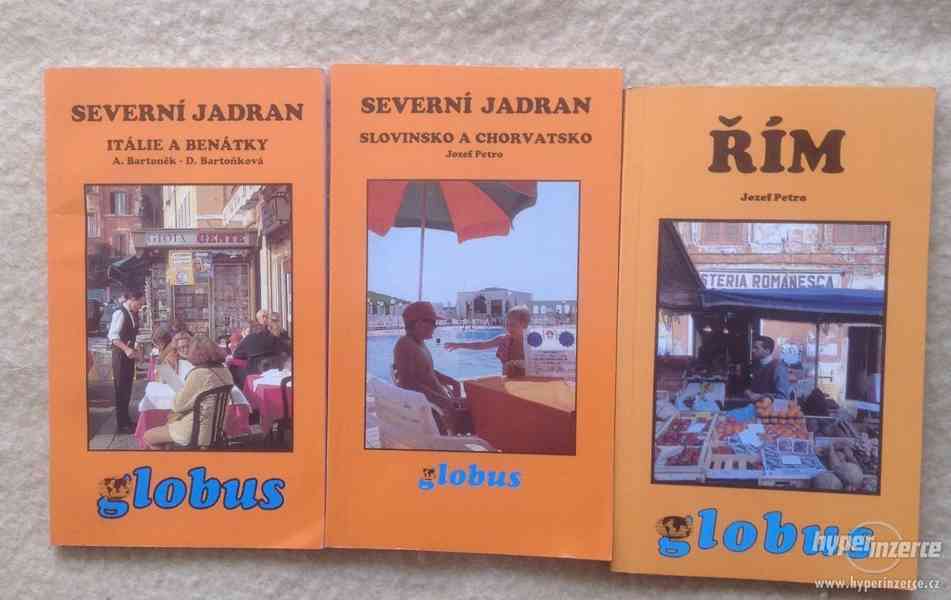 SEVERNÍ JADRAN
ITÁLIE A BENÁTKY
A. Bartoněk - D. Bartoňková
GIOIA GENTE
globus
SEVERNÍ JADRAN
SLOVINSKO A CHORVATSKO
Jozef Petro
globus
ŘÍM
Jozef Petro
STERIA ROMANESCA
globus
hyperinzerce
www.hyperinzerce.cz